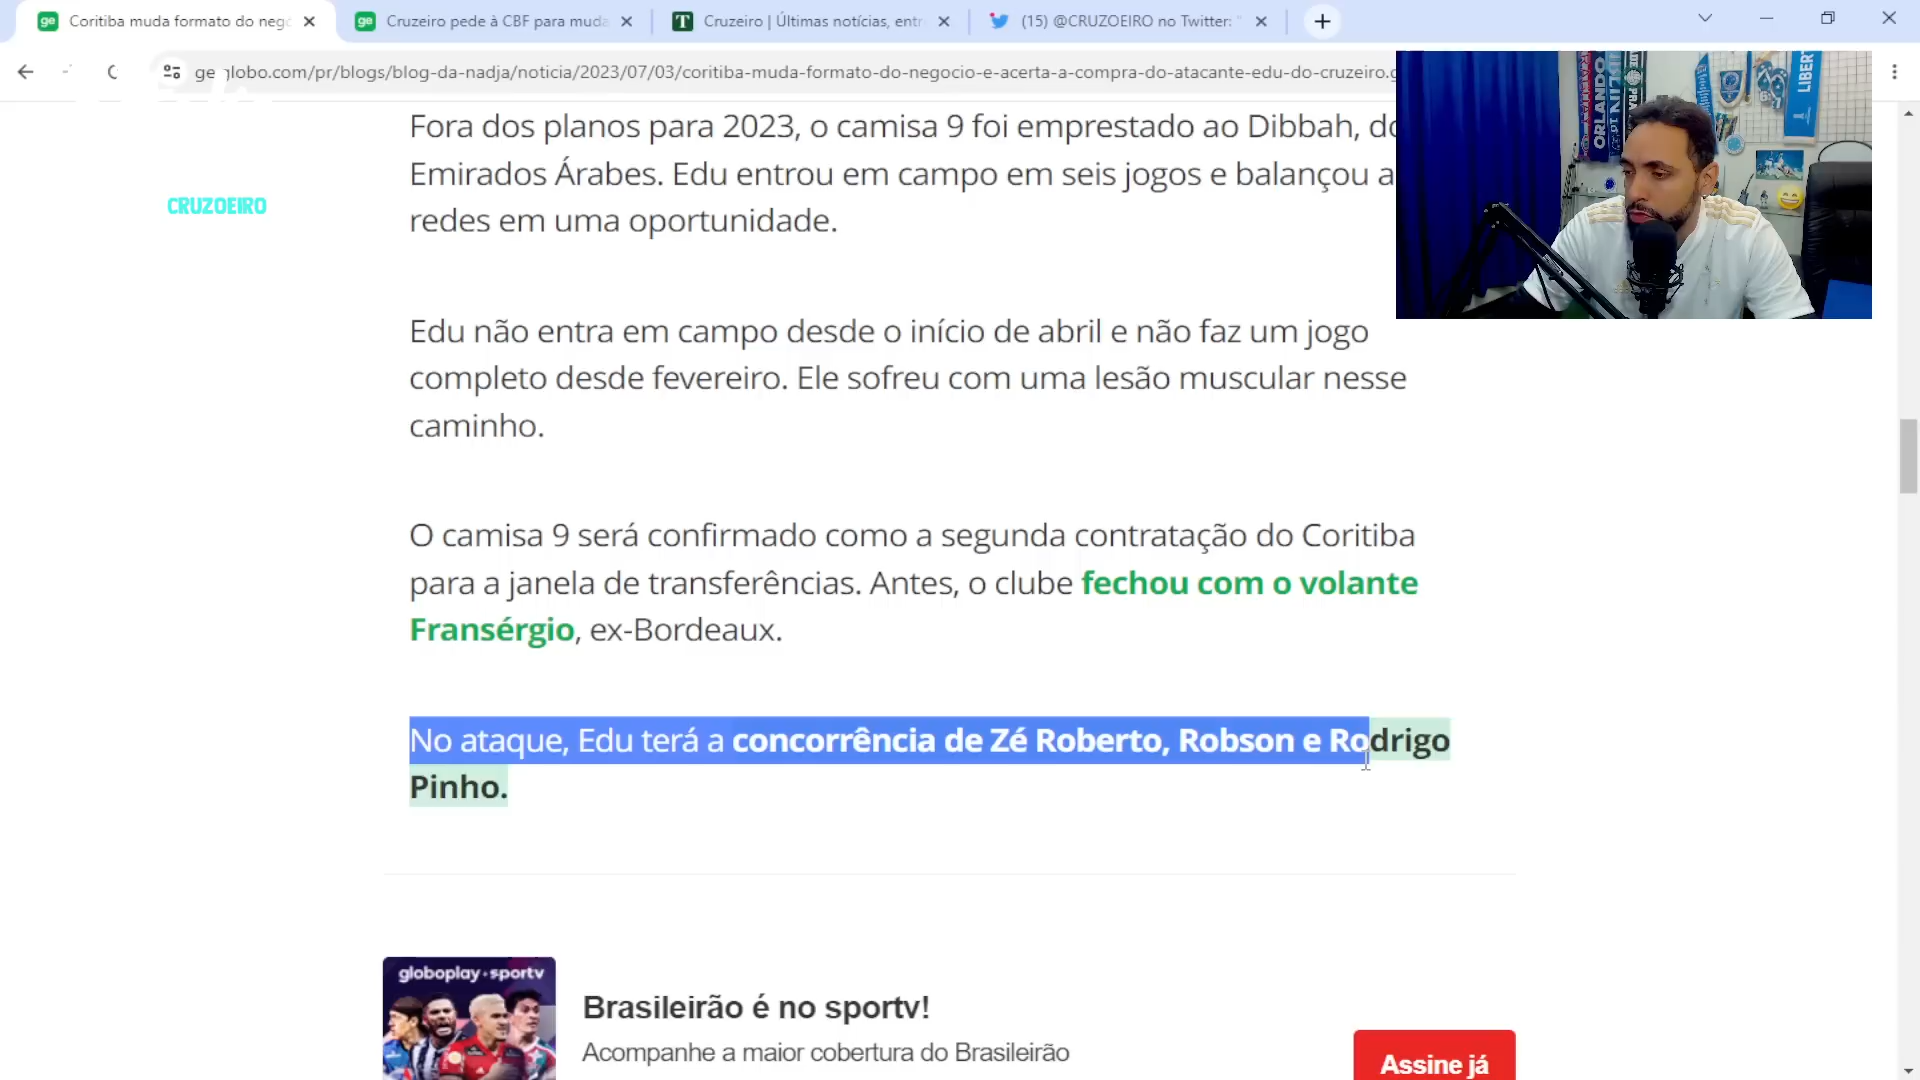 Coritiba muda formato do negó
Cruzeiro pede à CBF para muda
Cruzeiro | Últimas notícias, entr
(15) @CRUZOEIRO no Twitter: "
globo.com/pr/blogs/blog-da-nadja/noticia/2023/07/03/coritiba-muda-formato-do-negocio-e-acerta-a-compra-do-atacante-edu-do-cruzeiro.g
CRUZOEIRO
Fora dos planos para 2023, o camisa 9 foi emprestado ao Dibbah, do
Emirados Árabes. Edu entrou em campo em seis jogos e balançou a
redes em uma oportunidade.
Edu não entra em campo desde o início de abril e não faz um jogo
completo desde fevereiro. Ele sofreu com uma lesão muscular nesse
caminho.
O camisa 9 será confirmado como a segunda contratação do Coritiba
para a janela de transferências. Antes, o clube fechou com o volante
Fransérgio, ex-Bordeaux.
No ataque, Edu terá a concorrência de Zé Roberto, Robson e Rodrigo
Pinho.
globoplay + sportv
Brasileirão é no sportv!
Acompanhe a maior cobertura do Brasileirão
Assine já
ORLANDO
LIBERT